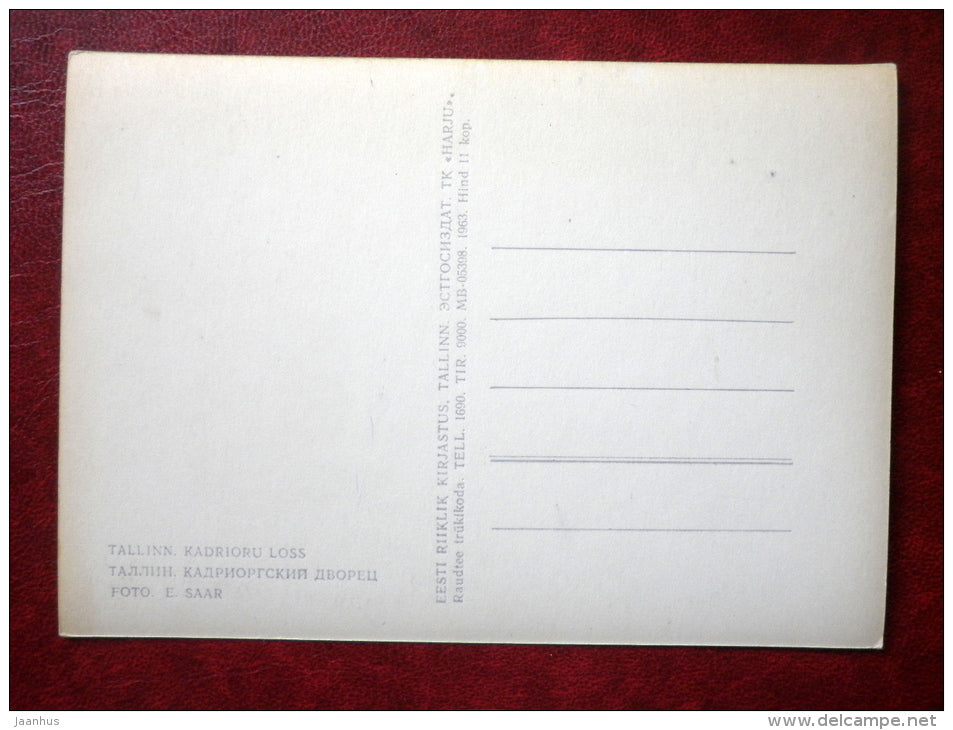 TALLINN. KADRIORU LOSS
ТАЛЛИН. КАДРИОРГСКИЙ ДВОРЕЦ
FOTO. E. SAAR
EESTI RIIKLIK KIRJASTUS, TALLINN. ЭСТГОСИЗДАТ. TK «HARJU».
Raudtee trükikoda. TELL. 1690. TIR. 9000. MB-05398. 1963. Hind 11 kop.
jaanhus
www.delcampe.net